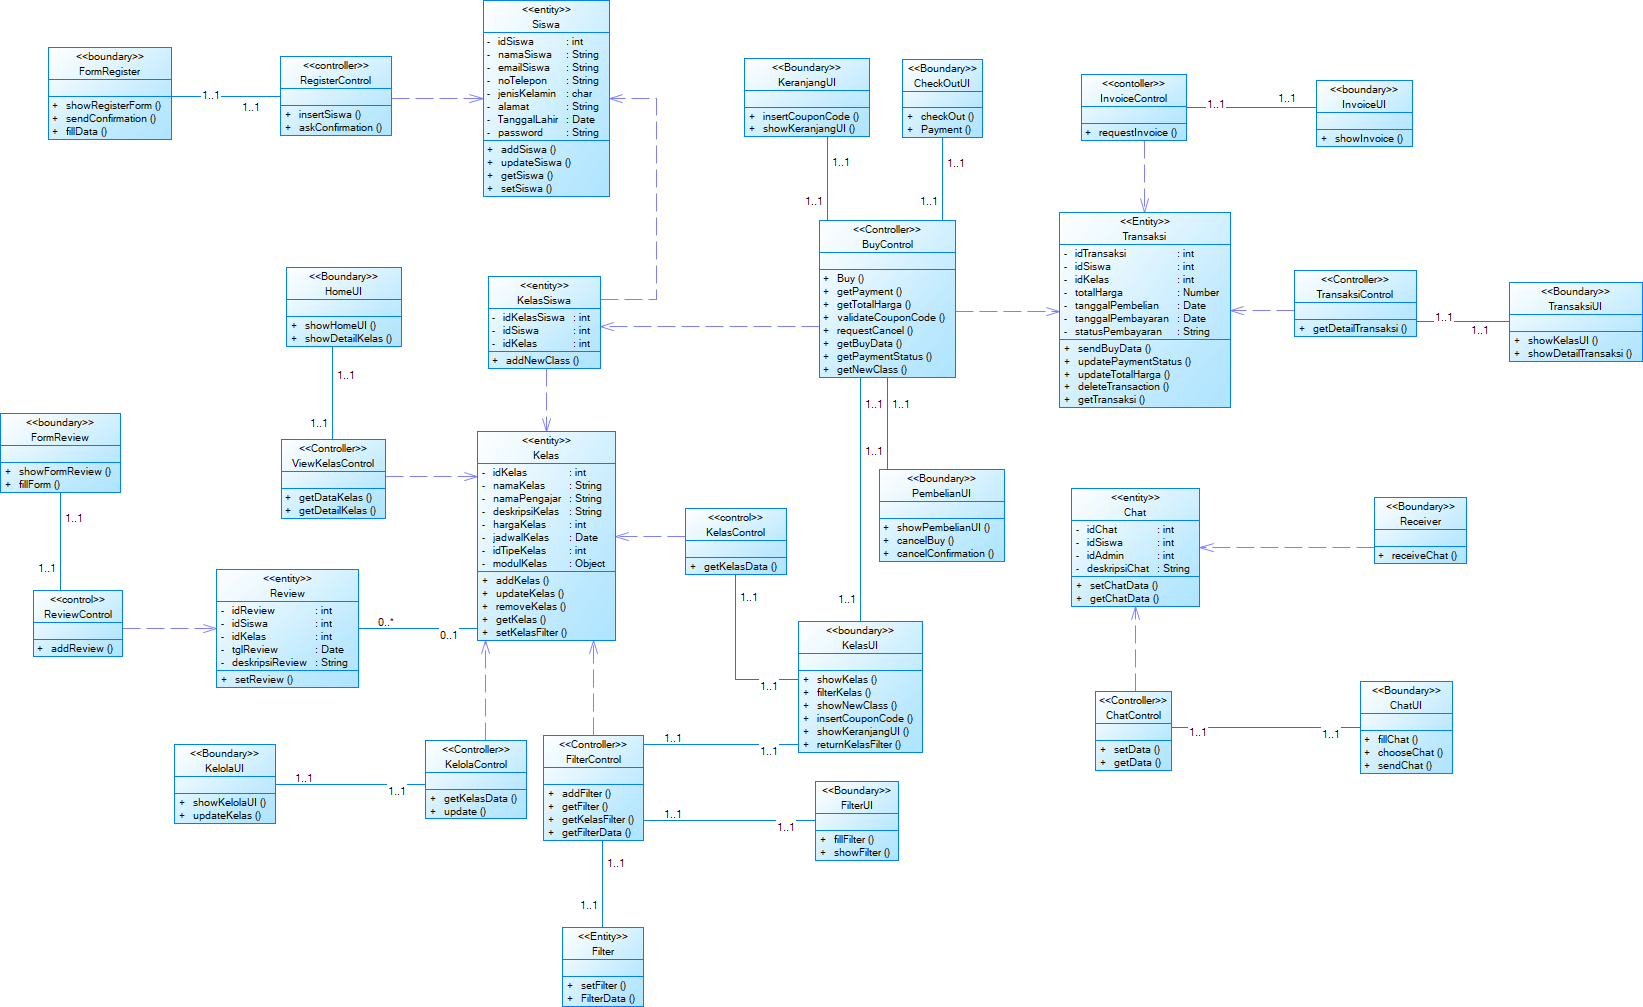 <<entity>>
Siswa
- idSiswa : int
- namaSiswa : String
- emailSiswa : String
- noTelepon : String
- jenisKelamin : char
- alamat : String
- TanggalLahir : Date
- password : String
+ addSiswa ()
+ updateSiswa ()
+ getSiswa ()
+ setSiswa ()
<<boundary>>
FormRegister
+ showRegisterForm ()
+ sendConfirmation ()
+ fillData ()
1..1
1..1
<<controller>>
RegisterControl
+ insertSiswa ()
+ askConfirmation ()
<<Boundary>>
KeranjangUI
+ insertCouponCode ()
+ showKeranjangUI ()
1..1
1..1
<<Boundary>>
CheckOutUI
+ checkOut ()
+ Payment ()
1..1
1..1
<<contoller>>
InvoiceControl
+ requestInvoice ()
1..1
1..1
<<boundary>>
InvoiceUI
+ showInvoice ()
<<Controller>>
BuyControl
+ Buy ()
+ getPayment ()
+ getTotalHarga ()
+ validateCouponCode ()
+ requestCancel ()
+ getBuyData ()
+ getPaymentStatus ()
+ getNewClass ()
1..1
1..1
1..1
1..1
<<Entity>>
Transaksi
- idTransaksi : int
- idSiswa : int
- idKelas : int
- totalHarga : Number
- tanggalPembelian : Date
- tanggalPembayaran : Date
- statusPembayaran : String
+ sendBuyData ()
+ updatePaymentStatus ()
+ updateTotalHarga ()
+ deleteTransaction ()
+ getTransaksi ()
<<Controller>>
TransaksiControl
+ getDetailTransaksi ()
1..1
1..1
<<Boundary>>
TransaksiUI
+ showKelasUI ()
+ showDetailTransaksi ()
<<Boundary>>
HomeUI
+ showHomeUI ()
+ showDetailKelas ()
1..1
1..1
<<entity>>
KelasSiswa
- idKelasSiswa : int
- idSiswa : int
- idKelas : int
+ addNewClass ()
<<boundary>>
FormReview
+ showFormReview ()
+ fillForm ()
1..1
1..1
<<Controller>>
ViewKelasControl
+ getDataKelas ()
+ getDetailKelas ()
<<entity>>
Kelas
- idKelas : int
- namaKelas : String
- namaPengajar : String
- deskripsiKelas : String
- hargaKelas : int
- jadwalKelas : Date
- idTipeKelas : int
- modulKelas : Object
+ addKelas ()
+ updateKelas ()
+ removeKelas ()
+ getKelas ()
+ setKelasFilter ()
<<control>>
KelasControl
+ getKelasData ()
1..1
1..1
<<Boundary>>
PembelianUI
+ showPembelianUI ()
+ cancelBuy ()
+ cancelConfirmation ()
<<entity>>
Chat
- idChat : int
- idSiswa : int
- idAdmin : int
- deskripsiChat : String
+ setChatData ()
+ getChatData ()
<<Boundary>>
Receiver
+ receiveChat ()
<<control>>
ReviewControl
+ addReview ()
<<entity>>
Review
- idReview : int
- idSiswa : int
- idKelas : int
- tglReview : Date
- deskripsiReview : String
+ setReview ()
0..*
0..1
<<boundary>>
KelasUI
+ showKelas ()
+ filterKelas ()
+ showNewClass ()
+ insertCouponCode ()
+ showKeranjangUI ()
+ returnKelasFilter ()
<<Controller>>
ChatControl
+ setData ()
+ getData ()
1..1
1..1
<<Boundary>>
ChatUI
+ fillChat ()
+ chooseChat ()
+ sendChat ()
<<Boundary>>
KelolaUI
+ showKelolaUI ()
+ updateKelas ()
1..1
1..1
<<Controller>>
KelolaControl
+ getKelasData ()
+ update ()
<<Controller>>
FilterControl
+ addFilter ()
+ getFilter ()
+ getKelasFilter ()
+ getFilterData ()
1..1
1..1
1..1
1..1
<<Boundary>>
FilterUI
+ fillFilter ()
+ showFilter ()
1..1
1..1
<<Entity>>
Filter
+ setFilter ()
+ FilterData ()